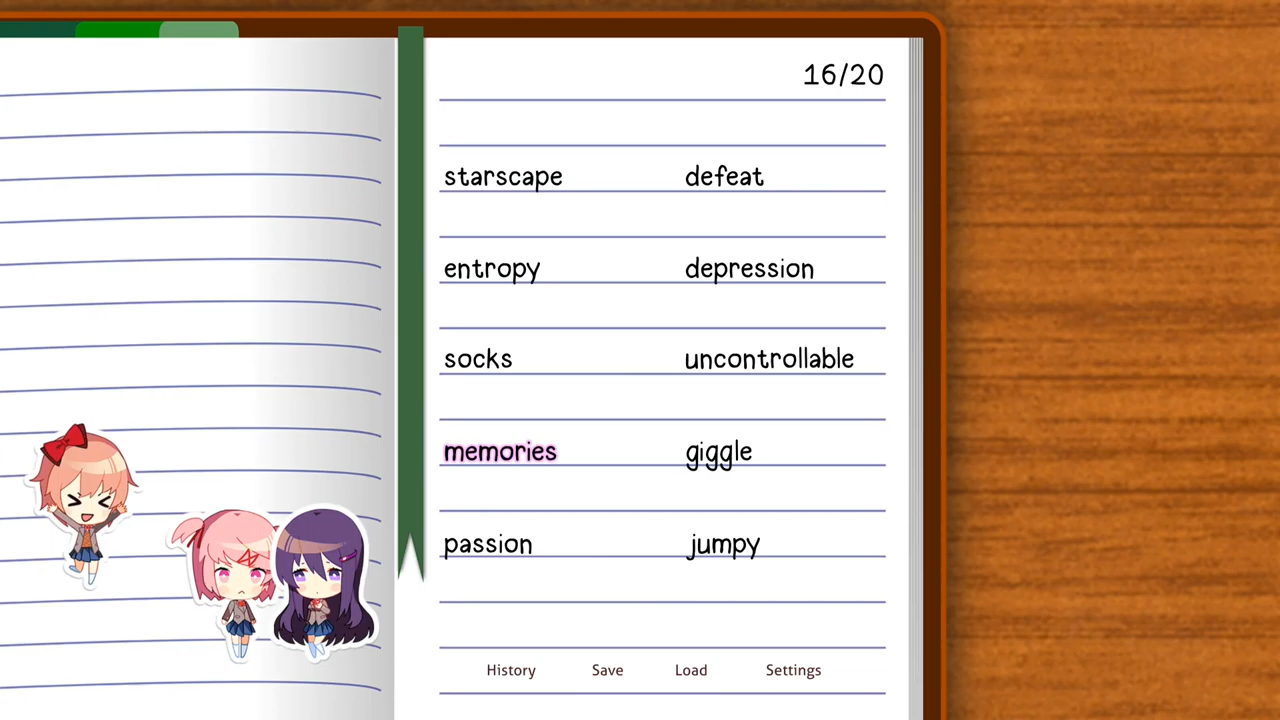 16/20
starscape defeat
entropy depression
socks uncontrollable
memories giggle
passion jumpy
History Save Load Settings